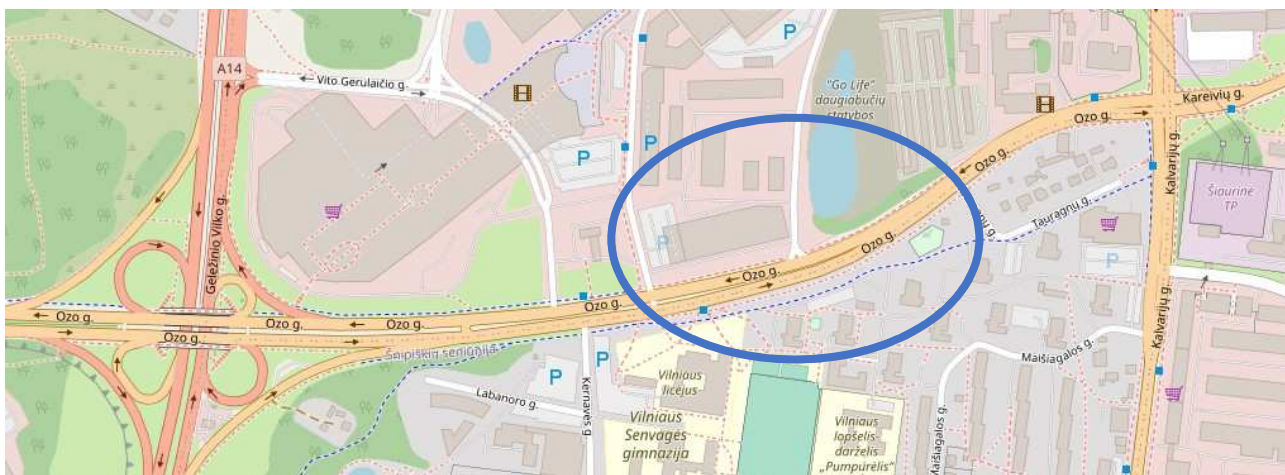 A14
Vito Gerulaičio g.
Geležinio Vilko g.
P
P
P
P
"Go Life"
daugiabučių
statybos
Kareivių g.
Ozo g.
Ozo g.
Ozo g.
Ozo g.
Ozo g.
Ozo g.
Ozo g.
Ozo g.
Ozo g.
Ozo g.
Kalvarijų g.
Kalvarijų g.
Kalvarijų g.
Šiaurinė
TP
Tauragnų g.
nų g.
P
Šnipiškių seniūnija
P
P
Labanoro g.
Kernavės g.
Vilniaus
licėjus
Vilniaus
Senvagės
gimnazija
Vilniaus
lopšelis-
darželis
„Pumpurėlis"
Maišiagalos g.
Maišiagalos g.